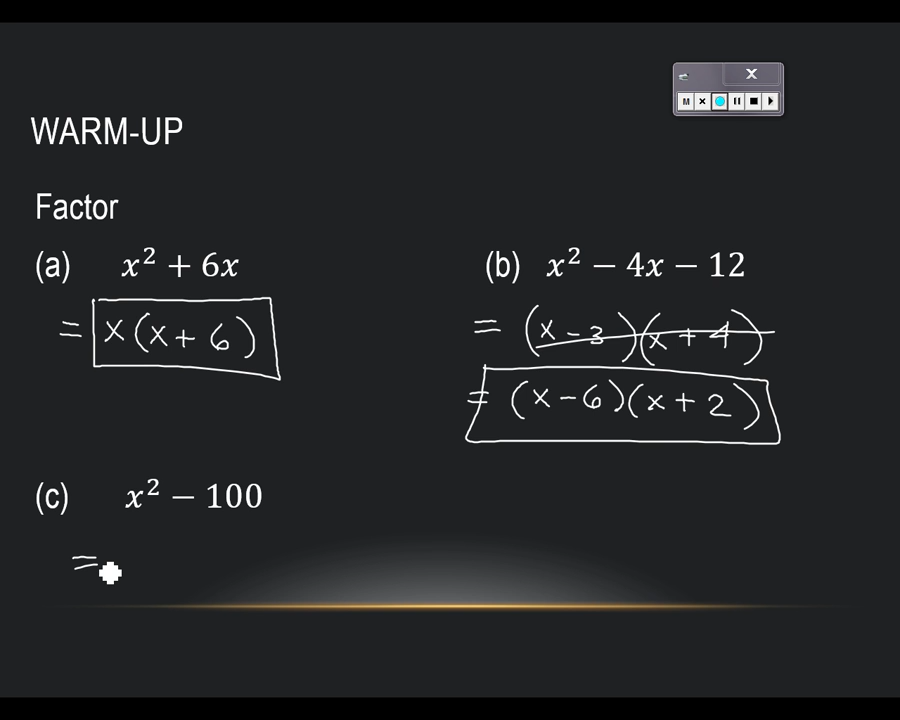 WARM-UP
Factor
(a) x² + 6x
= x(x + 6)
(b) x² − 4x − 12
= (x − 3)(x + 4)
= (x − 6)(x + 2)
(c) x² − 100
=